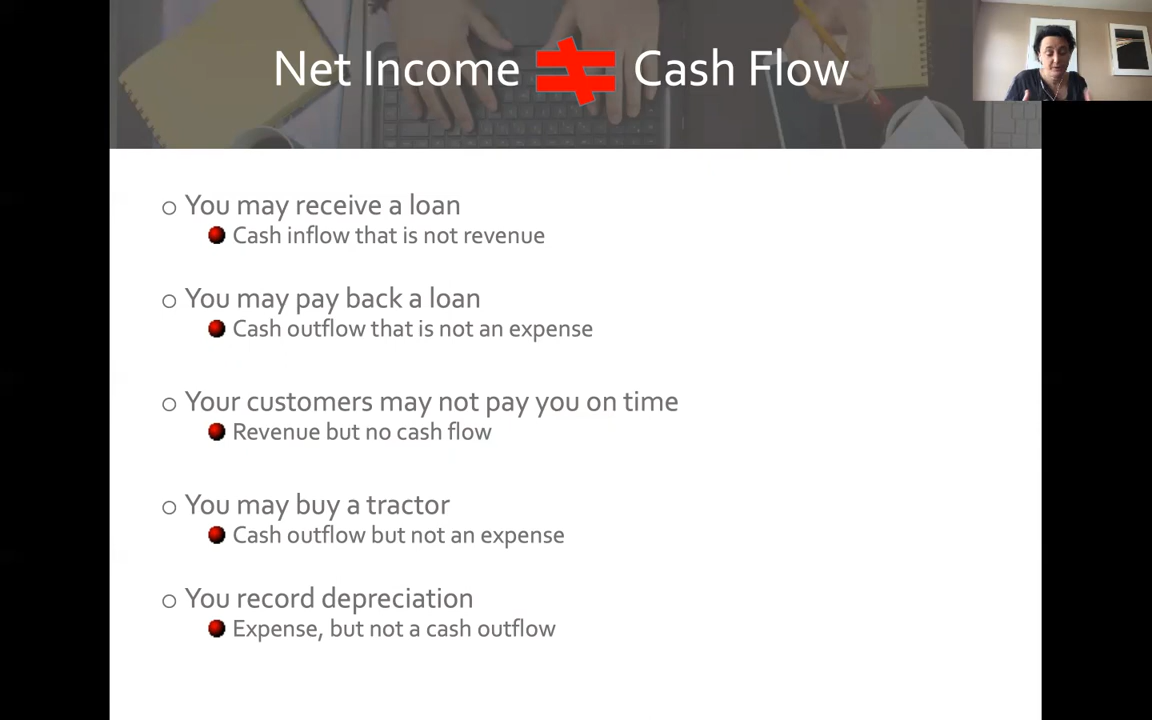 Net Income ≠ Cash Flow
You may receive a loan
Cash inflow that is not revenue
You may pay back a loan
Cash outflow that is not an expense
Your customers may not pay you on time
Revenue but no cash flow
You may buy a tractor
Cash outflow but not an expense
You record depreciation
Expense, but not a cash outflow